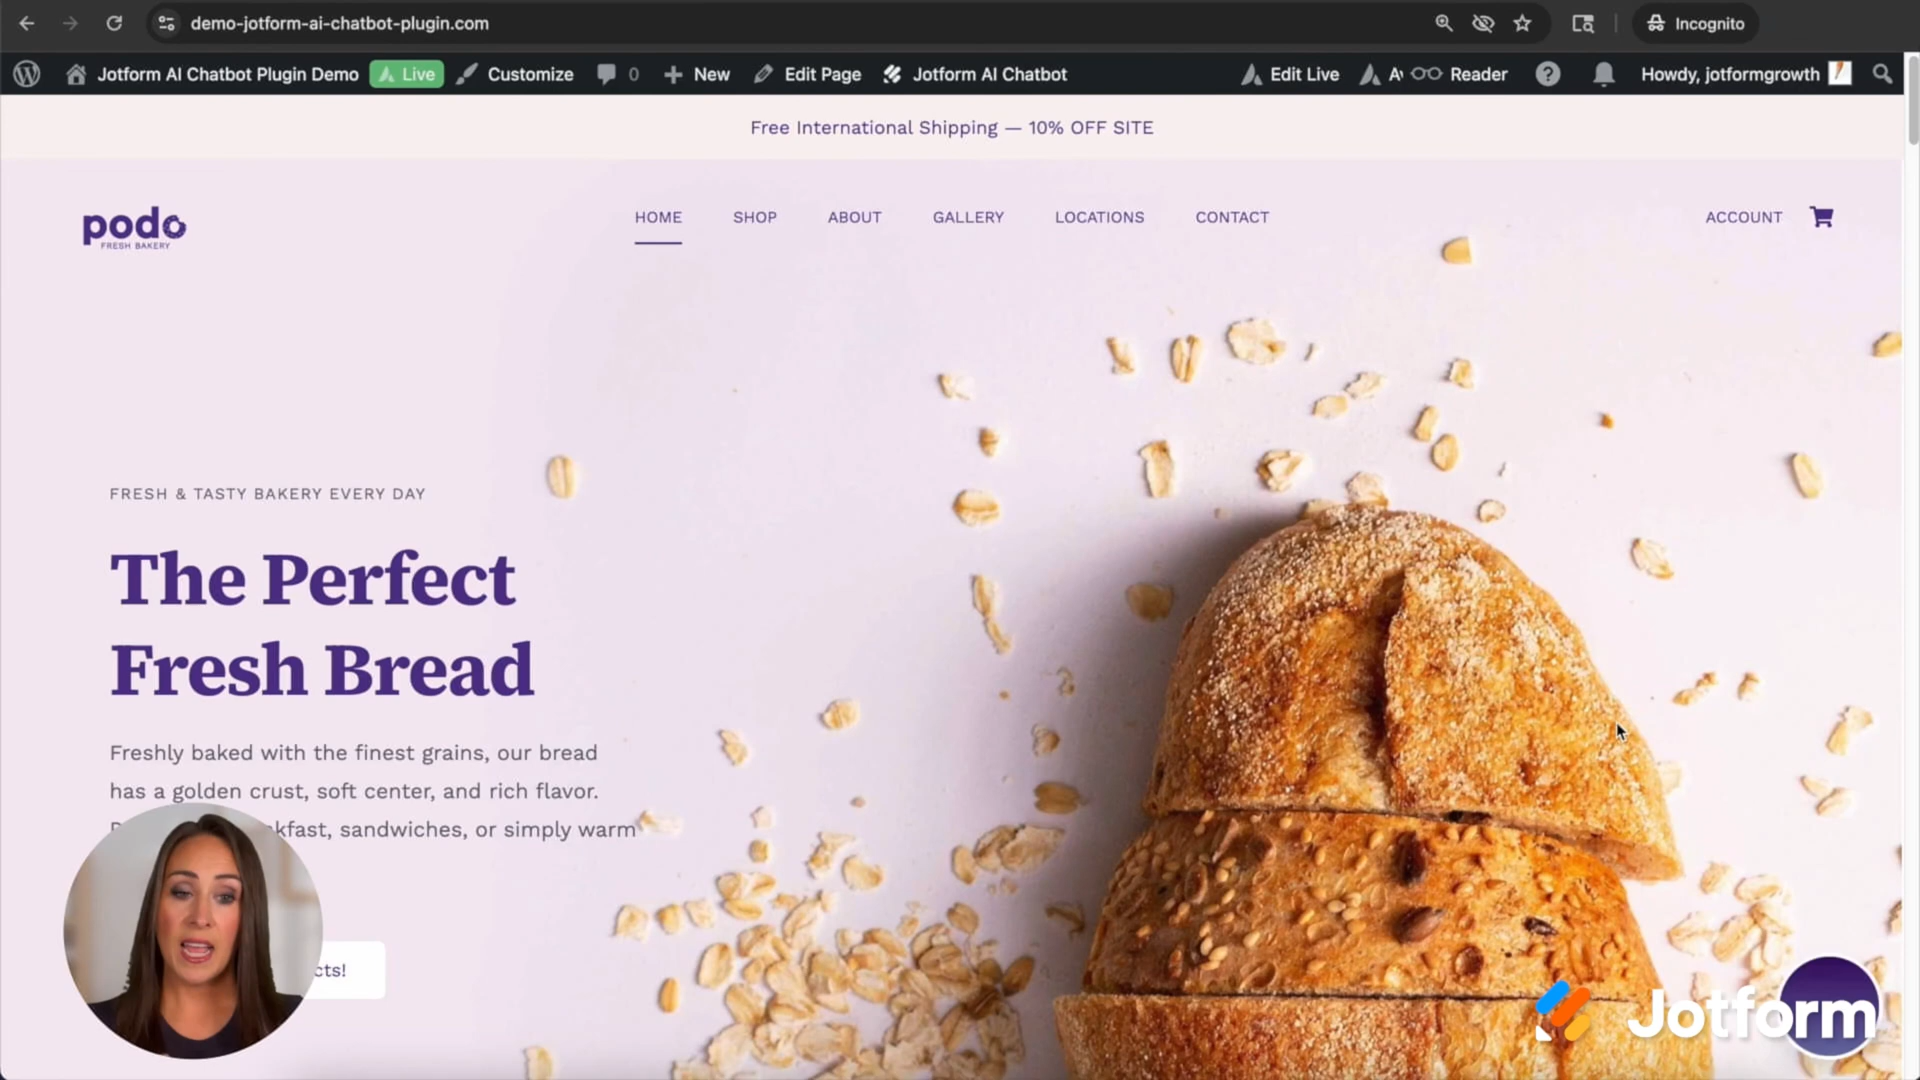 demo-jotform-ai-chatbot-plugin.com
Incognito
Jotform AI Chatbot Plugin Demo Live Customize 0 New Edit Page Jotform AI Chatbot Edit Live Reader Howdy, jotformgrowth
Free International Shipping — 10% OFF SITE
podo
FRESH BAKERY
HOME SHOP ABOUT GALLERY LOCATIONS CONTACT ACCOUNT
FRESH & TASTY BAKERY EVERY DAY
The Perfect
Fresh Bread
Freshly baked with the finest grains, our bread
has a golden crust, soft center, and rich flavor.
sandwiches, or simply warm
Jotform